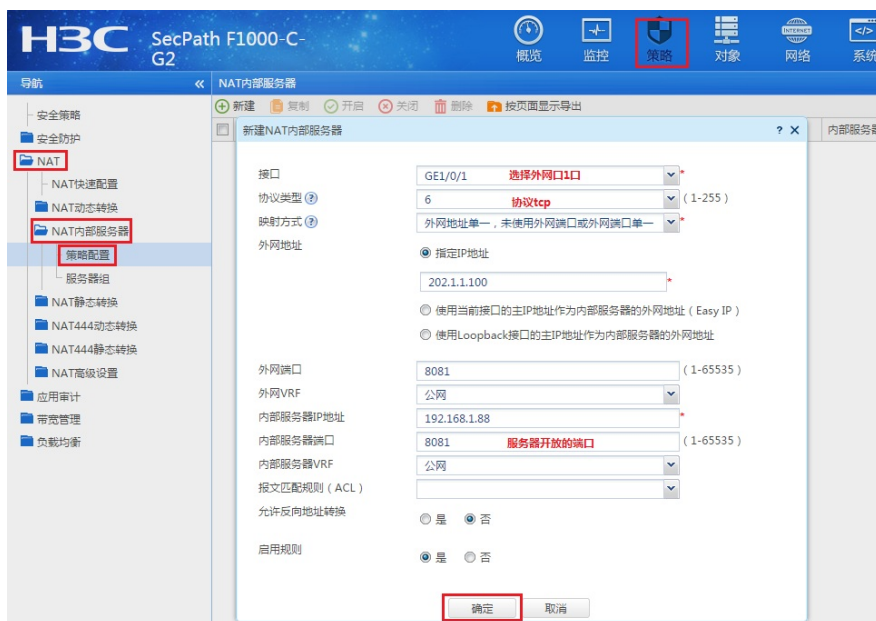 H3C SecPath F1000-C-G2
概览 监控 策略 对象 INTERNET 网络 </> 系统
导航 « NAT内部服务器
新建 复制 开启 关闭 删除 按页面显示导出
新建NAT内部服务器 ? X 内部服务器
安全策略
安全防护
NAT
NAT快速配置
NAT动态转换
NAT内部服务器
策略配置
服务器组
NAT静态转换
NAT444动态转换
NAT444静态转换
NAT高级设置
应用审计
带宽管理
负载均衡
接口 GE1/0/1 选择外网口1口 *
协议类型 ? 6 协议tcp ( 1-255 )
映射方式 ? 外网地址单一，未使用外网端口或外网端口单一 *
外网地址 指定IP地址
202.1.1.100 *
使用当前接口的主IP地址作为内部服务器的外网地址 ( Easy IP )
使用Loopback接口的主IP地址作为内部服务器的外网地址
外网端口 8081 ( 1-65535 )
外网VRF 公网
内部服务器IP地址 192.168.1.88 *
内部服务器端口 8081 服务器开放的端口 ( 1-65535 )
内部服务器VRF 公网
报文匹配规则 ( ACL )
允许反向地址转换 是 否
启用规则 是 否
确定 取消